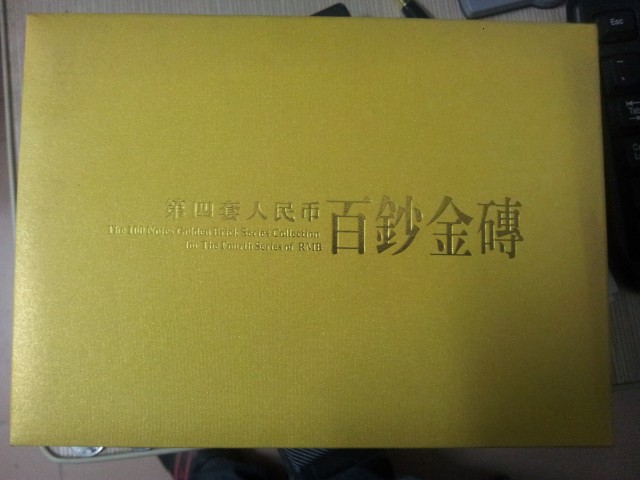 第四套人民币
The 100 Notes Golden Brick Series Collection
for The Fourth Series of RMB
百鈔金磚
Esc